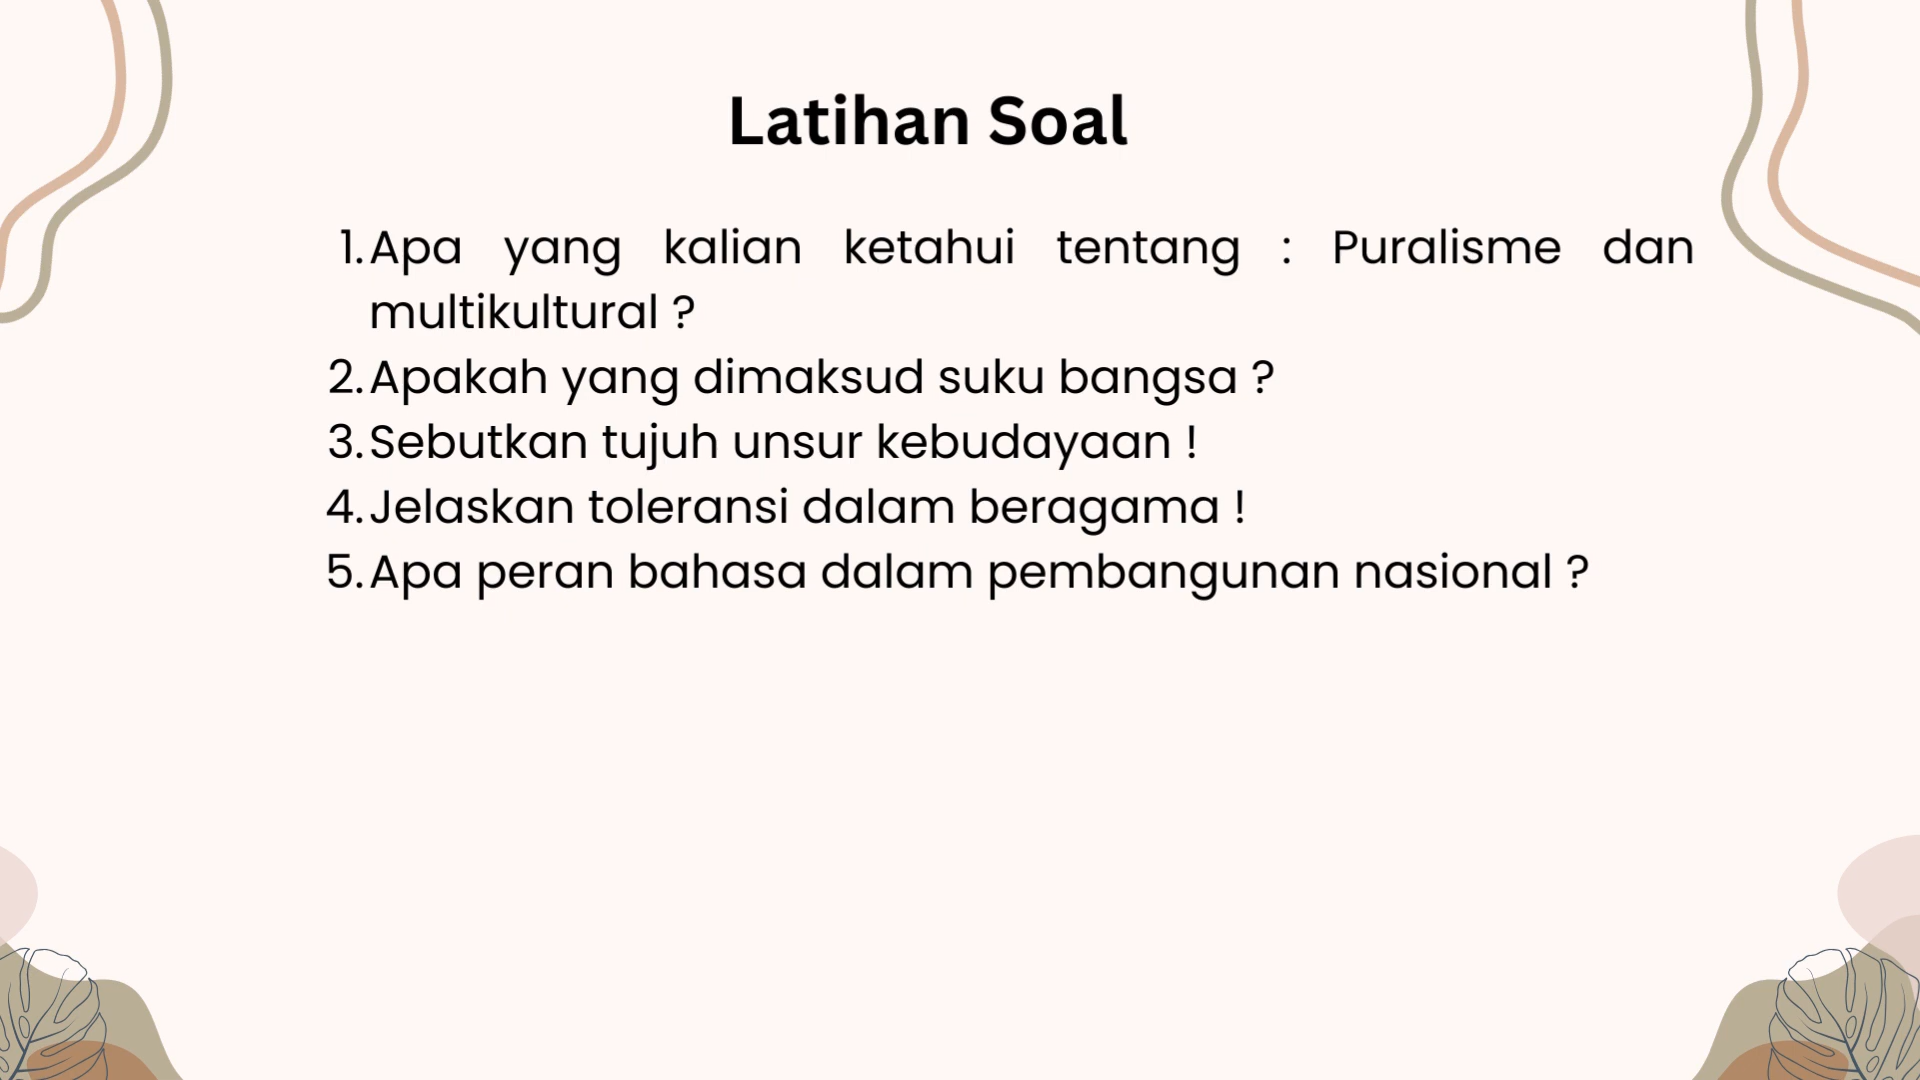 Latihan Soal
1. Apa yang kalian ketahui tentang : Puralisme dan
multikultural ?
2. Apakah yang dimaksud suku bangsa ?
3. Sebutkan tujuh unsur kebudayaan !
4. Jelaskan toleransi dalam beragama !
5. Apa peran bahasa dalam pembangunan nasional ?